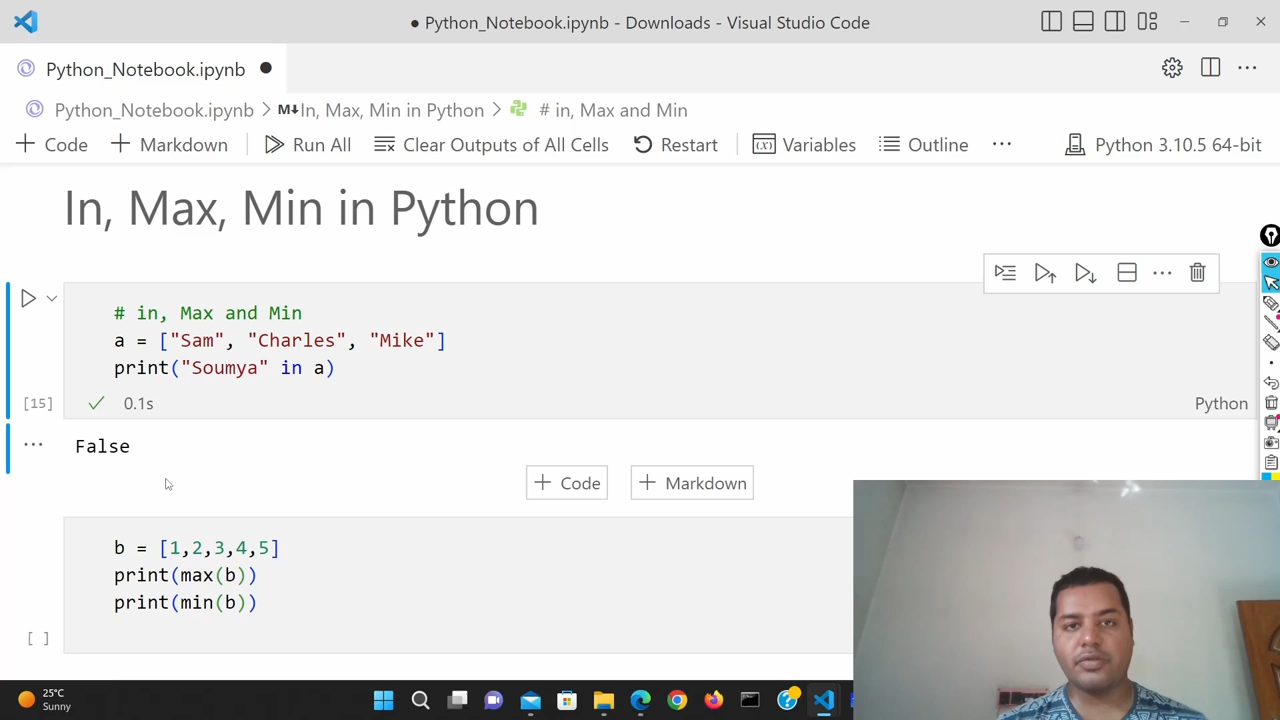 ● Python_Notebook.ipynb - Downloads - Visual Studio Code
Python_Notebook.ipynb ●
Python_Notebook.ipynb > M↓In, Max, Min in Python > # in, Max and Min
+ Code + Markdown Run All Clear Outputs of All Cells Restart Variables Outline ... Python 3.10.5 64-bit
In, Max, Min in Python
# in, Max and Min
a = ["Sam", "Charles", "Mike"]
print("Soumya" in a)
[15] ✓ 0.1s Python
... False
+ Code + Markdown
b = [1,2,3,4,5]
print(max(b))
print(min(b))
[ ]
25°C
Sunny